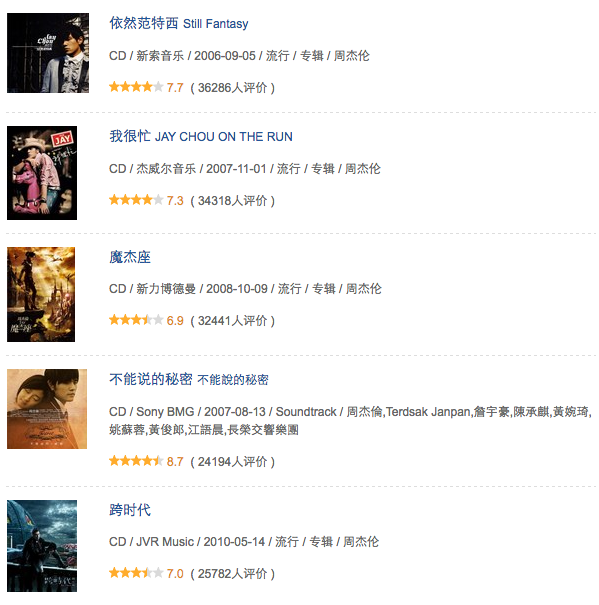 依然范特西 Still Fantasy
CD / 新索音乐 / 2006-09-05 / 流行 / 专辑 / 周杰伦
7.7 ( 36286人评价 )
我很忙 JAY CHOU ON THE RUN
CD / 杰威尔音乐 / 2007-11-01 / 流行 / 专辑 / 周杰伦
7.3 ( 34318人评价 )
JAY
魔杰座
CD / 新力博德曼 / 2008-10-09 / 流行 / 专辑 / 周杰伦
6.9 ( 32441人评价 )
魔杰座
不能说的秘密 不能說的秘密
CD / Sony BMG / 2007-08-13 / Soundtrack / 周杰倫,Terdsak Janpan,詹宇豪,陳承麒,黃婉琦,
姚蘇蓉,黃俊郎,江語晨,長榮交響樂團
8.7 ( 24194人评价 )
跨时代
CD / JVR Music / 2010-05-14 / 流行 / 专辑 / 周杰伦
7.0 ( 25782人评价 )